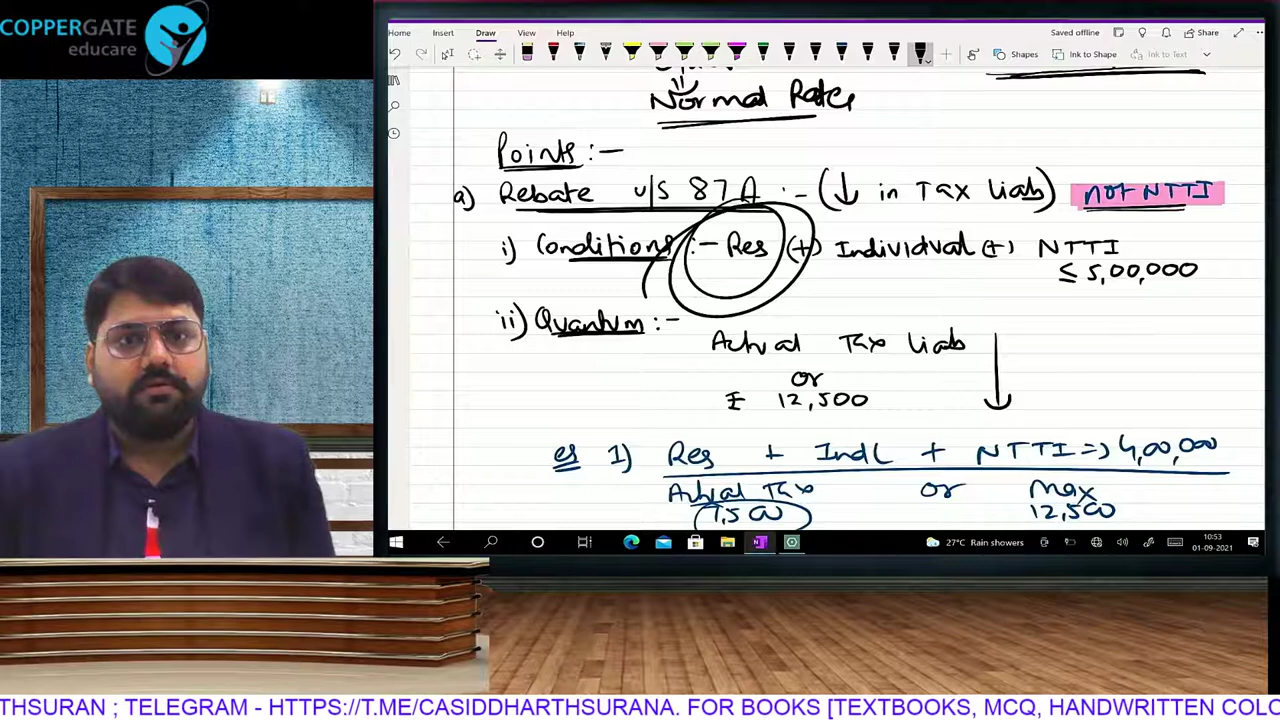 COPPERGATE
educare
Home Insert Draw View Help
Saved offline Share
Shapes Ink to Shape Ink to Text
Normal Rates
Points :-
a) Rebate u/s 87A :- (↓ in Tax liab) not NTTI
i) Conditions :- Res (+) Individual (+) NTTI
≤ 5,00,000
ii) Quantum :-
Actual Tax liab
or
₹ 12,500
eg 1) Res + Indl + NTTI => 4,00,000
Actual Tax or Max
7,500 12,500
27°C Rain showers
10:53
01-09-2021
THSURAN ; TELEGRAM - HTTPS://T.ME/CASIDDHARTHSURANA. FOR BOOKS [TEXTBOOKS, MCQ, HANDWRITTEN COLO